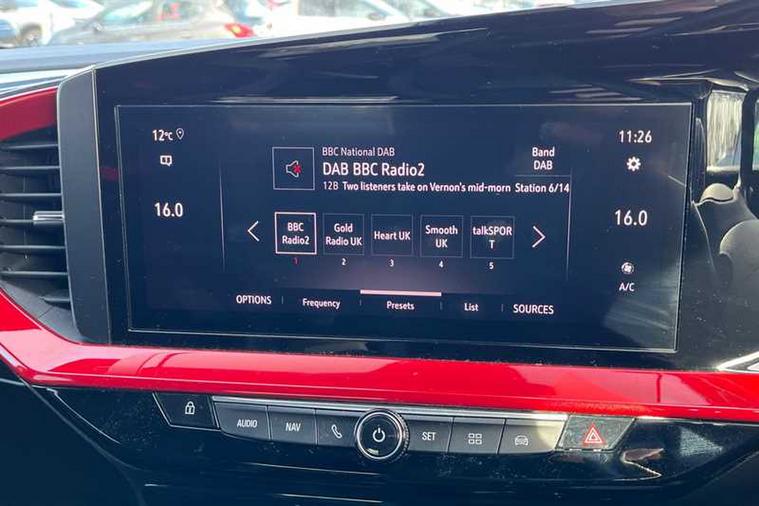 12°C
11:26
BBC National DAB
DAB BBC Radio2
12B Two listeners take on Vernon's mid-morn
Station 6/14
Band
DAB
16.0
16.0
BBC
Radio2
1
Gold
Radio UK
2
Heart UK
3
Smooth
UK
4
talkSPOR
T
5
A/C
OPTIONS
Frequency
Presets
List
SOURCES
AUDIO
NAV
SET